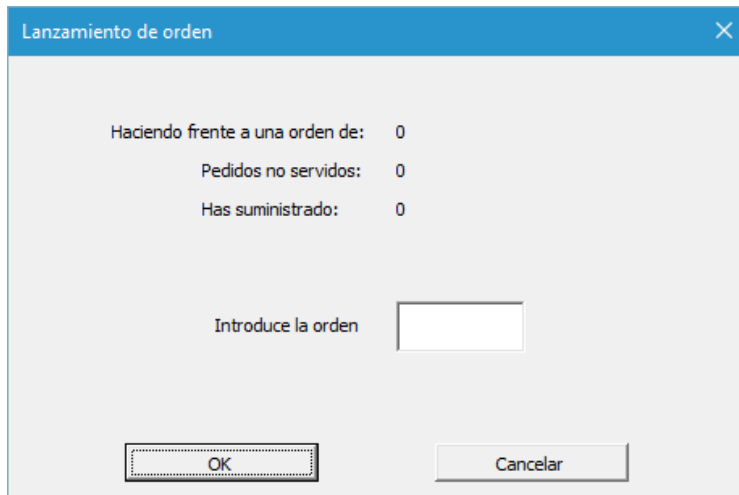 Lanzamiento de orden
Haciendo frente a una orden de: 0
Pedidos no servidos: 0
Has suministrado: 0
Introduce la orden
OK Cancelar